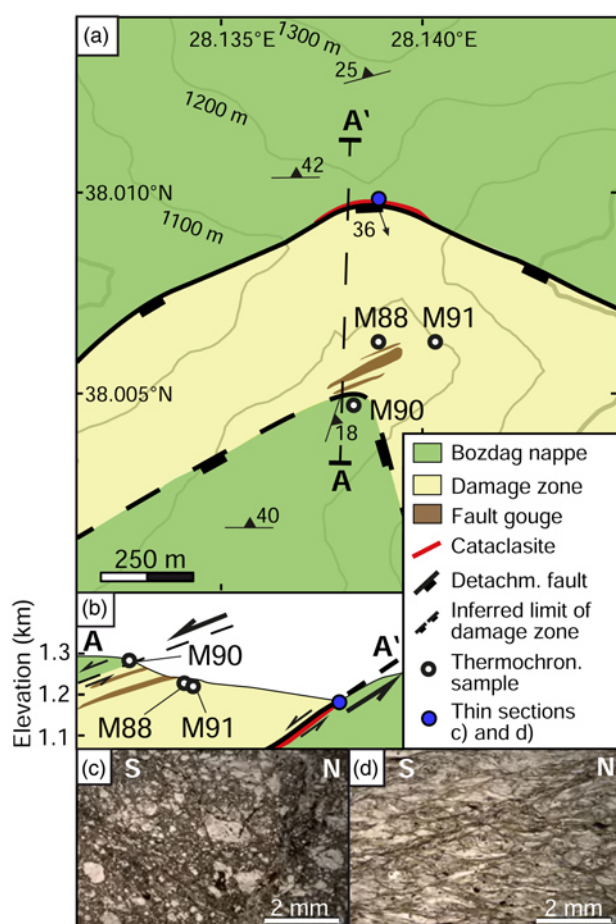 (a)
28.135°E
28.140°E
1300 m
25
1200 m
A'
42
38.010°N
1100 m
36
M88
M91
38.005°N
M90
18
A
40
250 m
Bozdag nappe
Damage zone
Fault gouge
Cataclasite
Detachm. fault
Inferred limit of
damage zone
Thermochron.
sample
Thin sections
c) and d)
(b)
Elevation (km)
1.3
1.2
1.1
A
A'
M90
M88
M91
(c)
S
N
2 mm
(d)
S
N
2 mm